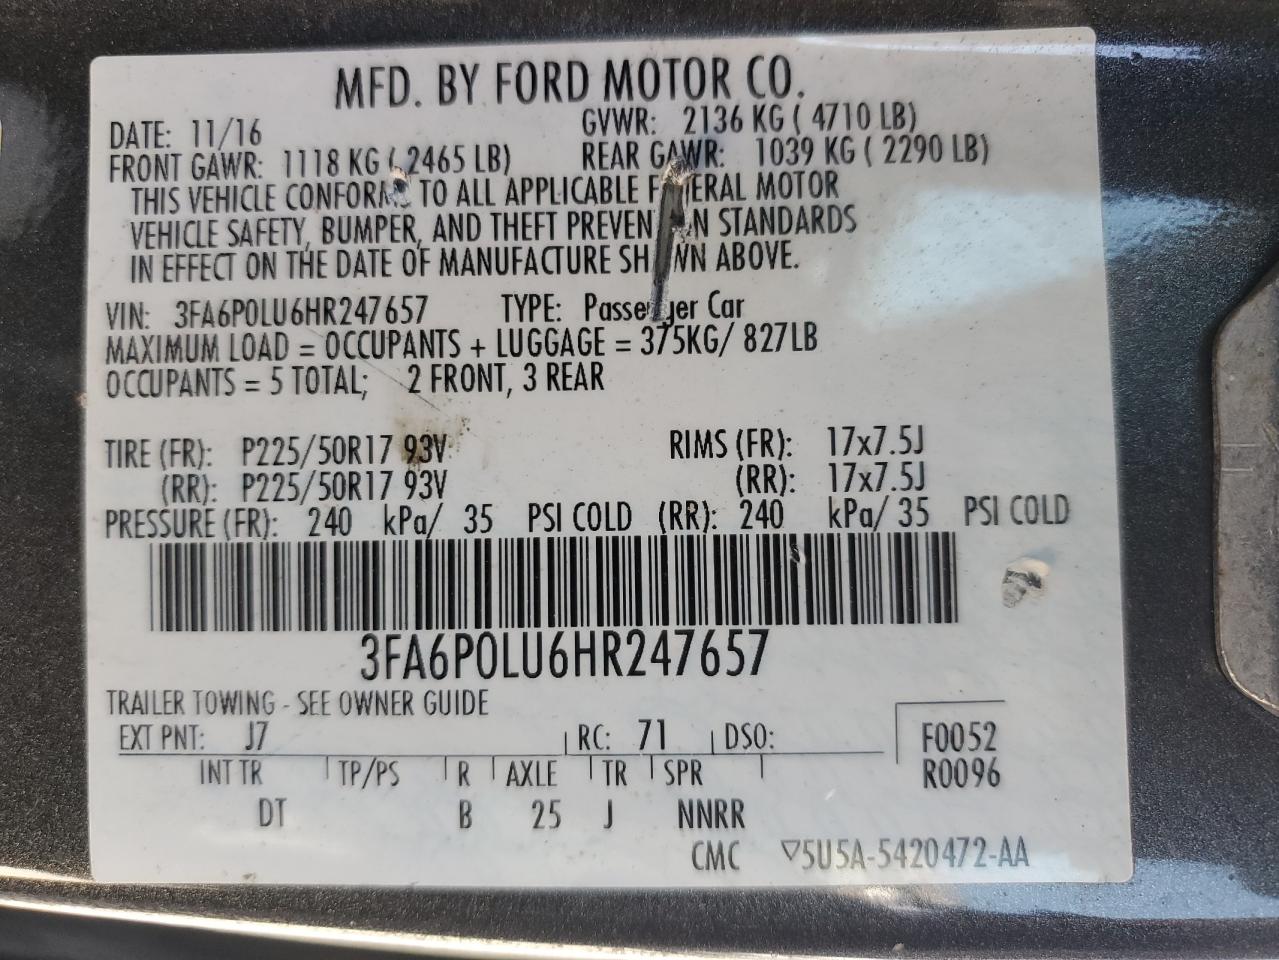 MFD. BY FORD MOTOR CO.
DATE: 11/16 GVWR: 2136 KG ( 4710 LB)
FRONT GAWR: 1118 KG ( 2465 LB) REAR GAWR: 1039 KG ( 2290 LB)
THIS VEHICLE CONFORMS TO ALL APPLICABLE FEDERAL MOTOR
VEHICLE SAFETY, BUMPER, AND THEFT PREVENTION STANDARDS
IN EFFECT ON THE DATE OF MANUFACTURE SHOWN ABOVE.
VIN: 3FA6P0LU6HR247657 TYPE: Passenger Car
MAXIMUM LOAD = OCCUPANTS + LUGGAGE = 375KG/ 827LB
OCCUPANTS = 5 TOTAL; 2 FRONT, 3 REAR
TIRE (FR): P225/50R17 93V RIMS (FR): 17x7.5J
(RR): P225/50R17 93V (RR): 17x7.5J
PRESSURE (FR): 240 kPa/ 35 PSI COLD (RR): 240 kPa/ 35 PSI COLD
3FA6P0LU6HR247657
TRAILER TOWING - SEE OWNER GUIDE
EXT PNT: J7 RC: 71 DSO: F0052
INT TR TP/PS R AXLE TR SPR R0096
DT B 25 J NNRR
CMC ▽5U5A-5420472-AA